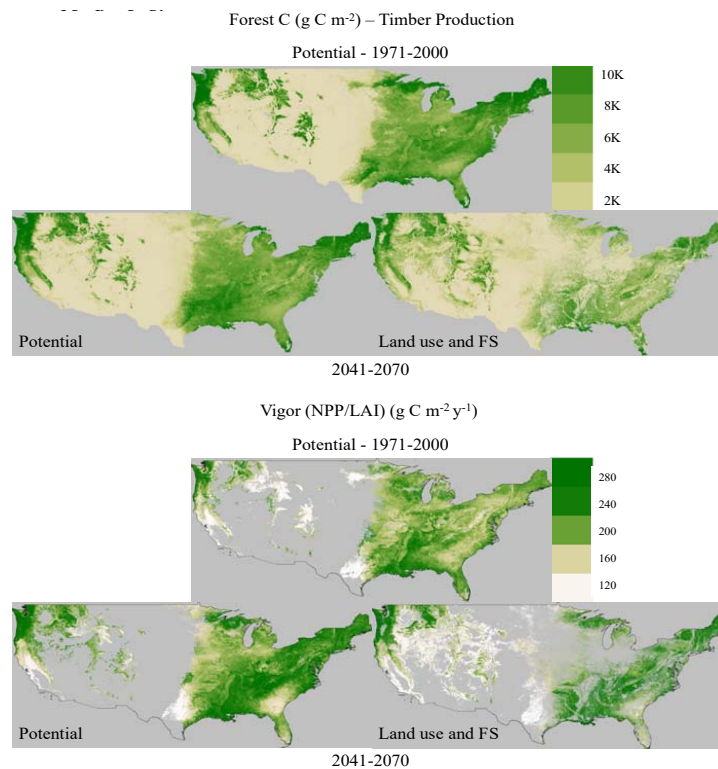 Forest C (g C m-2) – Timber Production
Potential - 1971-2000
10K
8K
6K
4K
2K
Potential
Land use and FS
2041-2070
Vigor (NPP/LAI) (g C m-2 y-1)
Potential - 1971-2000
280
240
200
160
120
Potential
Land use and FS
2041-2070